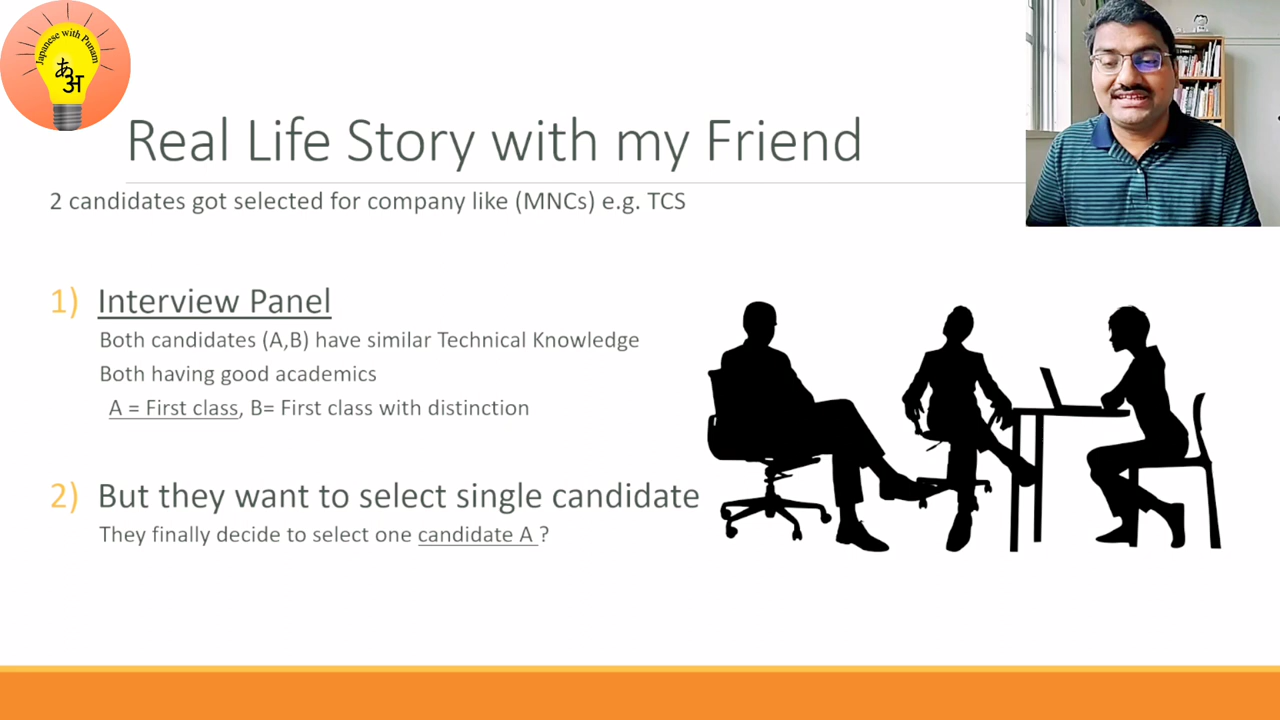 Japanese with Punam
あ
अ
Real Life Story with my Friend
2 candidates got selected for company like (MNCs) e.g. TCS
1) Interview Panel
Both candidates (A,B) have similar Technical Knowledge
Both having good academics
A = First class, B= First class with distinction
2) But they want to select single candidate
They finally decide to select one candidate A ?